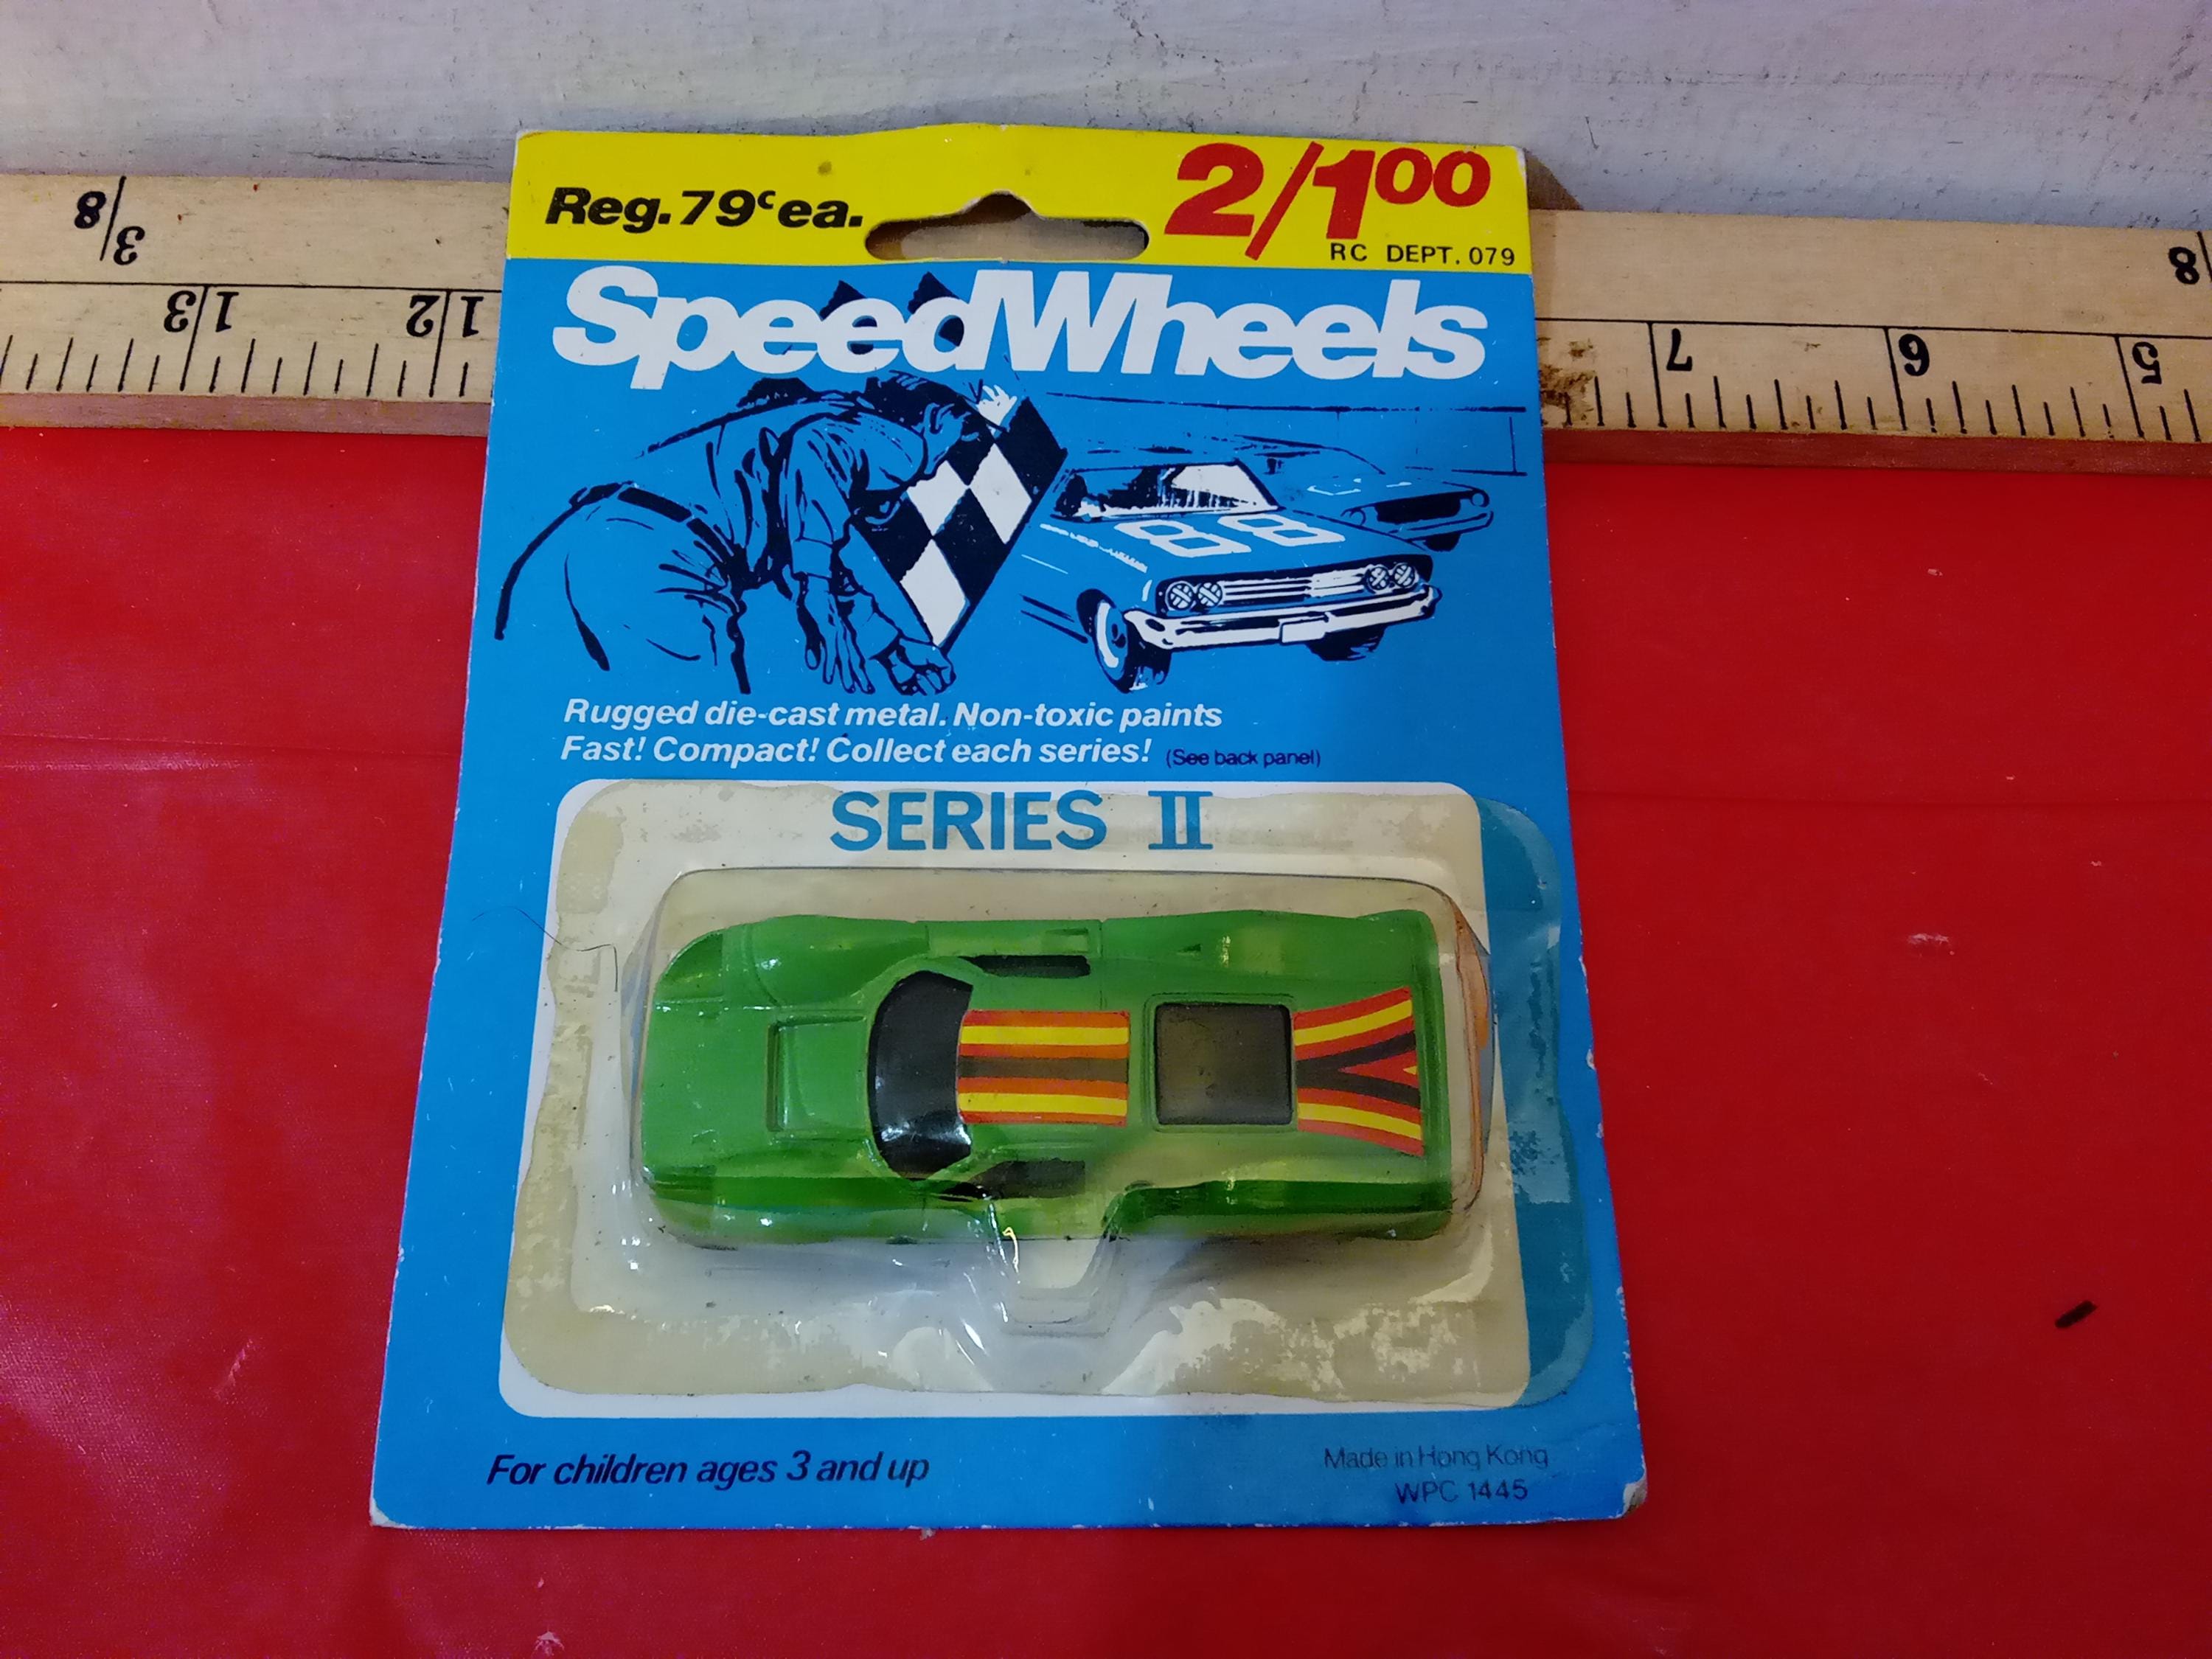 Reg. 79c ea.
2/1 00
RC DEPT. 079
SpeedWheels
88
Rugged die-cast metal. Non-toxic paints
Fast! Compact! Collect each series! (See back panel)
SERIES II
For children ages 3 and up
Made in Hong Kong
WPC 1445
8/3
13
12
8
7
6
5